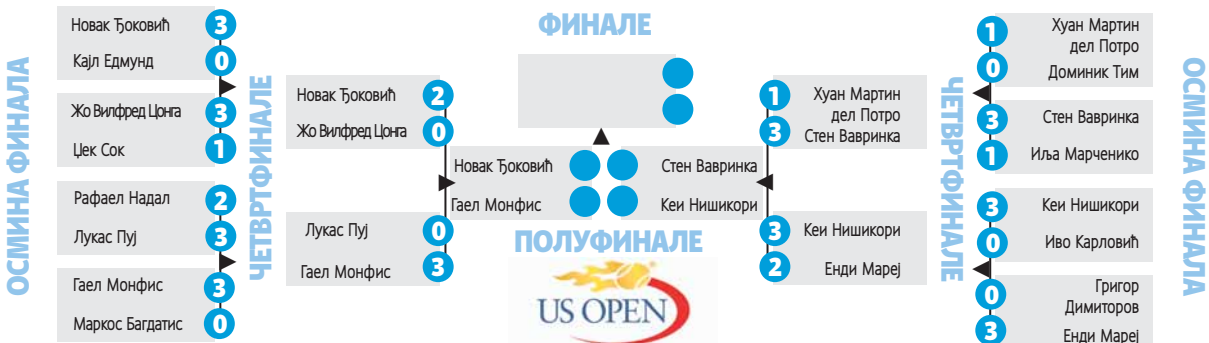 ОСМИНА ФИНАЛА
Новак Ђоковић 3
Кајл Едмунд 0
Жо Вилфред Цонга 3
Џек Сок 1
Рафаел Надал 2
Лукас Пуј 3
Гаел Монфис 3
Маркос Багдатис 0
ЧЕТВРТФИНАЛЕ
Новак Ђоковић 2
Жо Вилфред Цонга 0
Лукас Пуј 0
Гаел Монфис 3
ФИНАЛЕ
Новак Ђоковић
Гаел Монфис
Стен Вавринка
Кеи Нишикори
ПОЛУФИНАЛЕ
US OPEN
1 Хуан Мартин
дел Потро
3 Стен Вавринка
3 Кеи Нишикори
2 Енди Мареј
ЧЕТВРТФИНАЛЕ
1 Хуан Мартин
дел Потро
0 Доминик Тим
3 Стен Вавринка
1 Иља Марченико
3 Кеи Нишикори
0 Иво Карловић
0 Григор
Димиторов
3 Енди Мареј
ОСМИНА ФИНАЛА